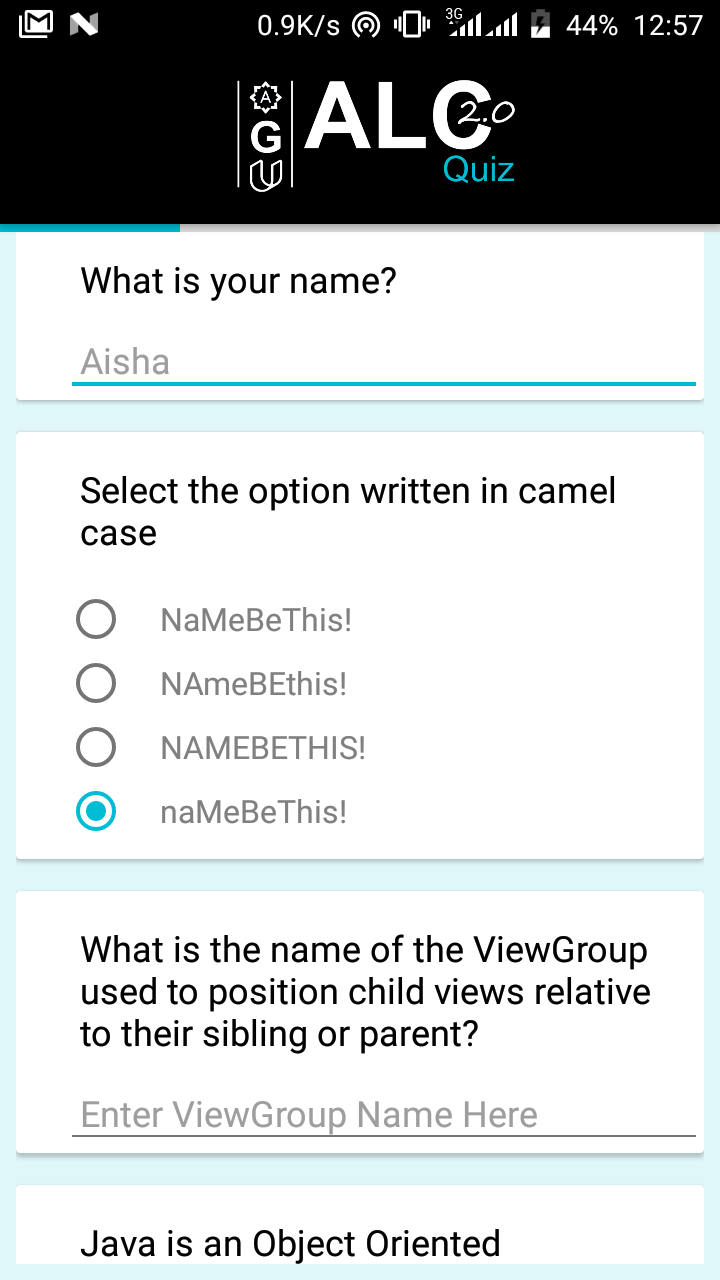 0.9K/s 3G 44% 12:57
A
G
U
ALC 2.0
Quiz
What is your name?
Aisha
Select the option written in camel
case
NaMeBeThis!
NAmeBEthis!
NAMEBETHIS!
naMeBeThis!
What is the name of the ViewGroup
used to position child views relative
to their sibling or parent?
Enter ViewGroup Name Here
Java is an Object Oriented